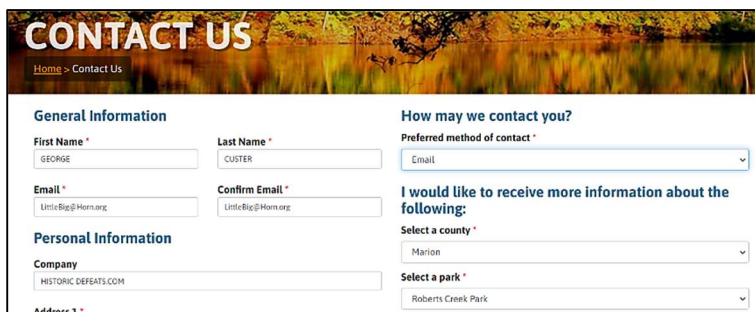 CONTACT US
Home > Contact Us
General Information
First Name *
Last Name *
GEORGE
CUSTER
Email *
Confirm Email *
LittleBig@Horn.org
LittleBig@Horn.org
Personal Information
Company
HISTORIC DEFEATS.COM
Address 1 *
How may we contact you?
Preferred method of contact *
Email
I would like to receive more information about the
following:
Select a county *
Marion
Select a park *
Roberts Creek Park